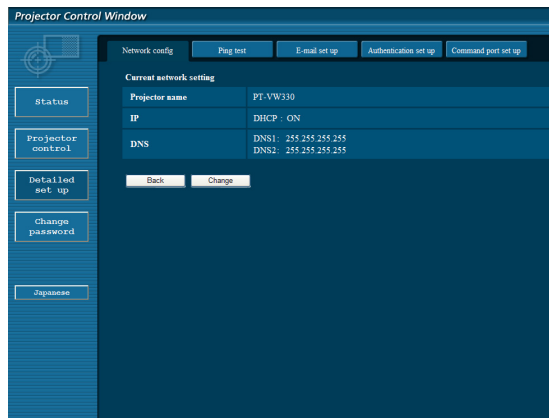 Projector Control Window
Network config
Ping test
E-mail set up
Authentication set up
Command port set up
Current network setting
Projector name
PT-VW330
IP
DHCP : ON
DNS
DNS1: 255.255.255.255
DNS2: 255.255.255.255
Back
Change
Status
Projector
control
Detailed
set up
Change
password
Japanese